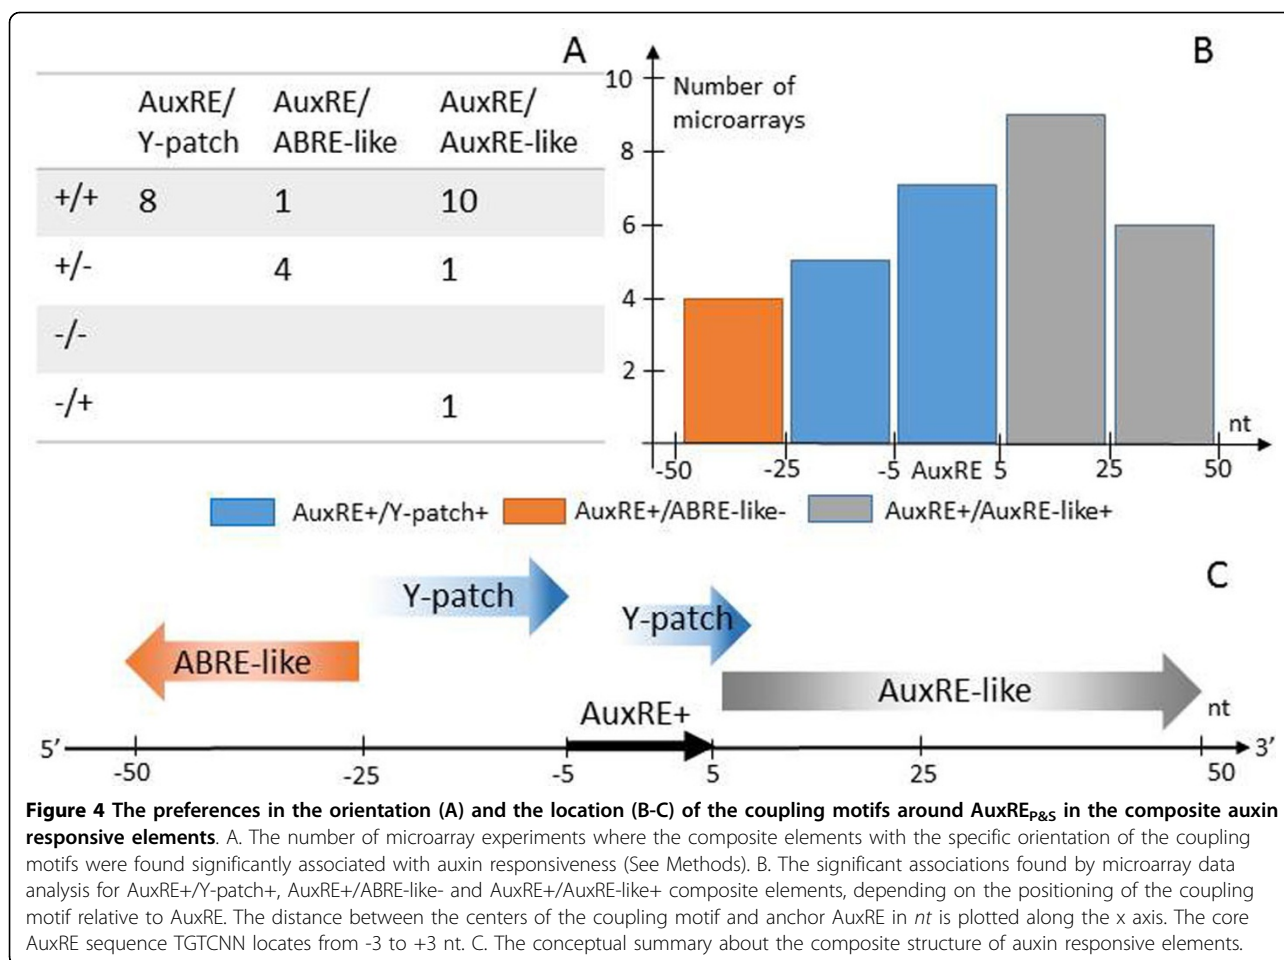 A
AuxRE/ AuxRE/ AuxRE/
Y-patch ABRE-like AuxRE-like
+/+ 8 1 10
+/- 4 1
-/-
-/+ 1
B
Number of
microarrays
10
8
6
4
2
nt
-50 -25 -5 AuxRE 5 25 50
AuxRE+/Y-patch+ AuxRE+/ABRE-like- AuxRE+/AuxRE-like+
C
Y-patch
Y-patch
ABRE-like
AuxRE-like
AuxRE+
nt
5’ 3’
-50 -25 -5 5 25 50
Figure 4 The preferences in the orientation (A) and the location (B-C) of the coupling motifs around AuxREP&S in the composite auxin
responsive elements. A. The number of microarray experiments where the composite elements with the specific orientation of the coupling
motifs were found significantly associated with auxin responsiveness (See Methods). B. The significant associations found by microarray data
analysis for AuxRE+/Y-patch+, AuxRE+/ABRE-like- and AuxRE+/AuxRE-like+ composite elements, depending on the positioning of the coupling
motif relative to AuxRE. The distance between the centers of the coupling motif and anchor AuxRE in nt is plotted along the x axis. The core
AuxRE sequence TGTCNN locates from -3 to +3 nt. C. The conceptual summary about the composite structure of auxin responsive elements.